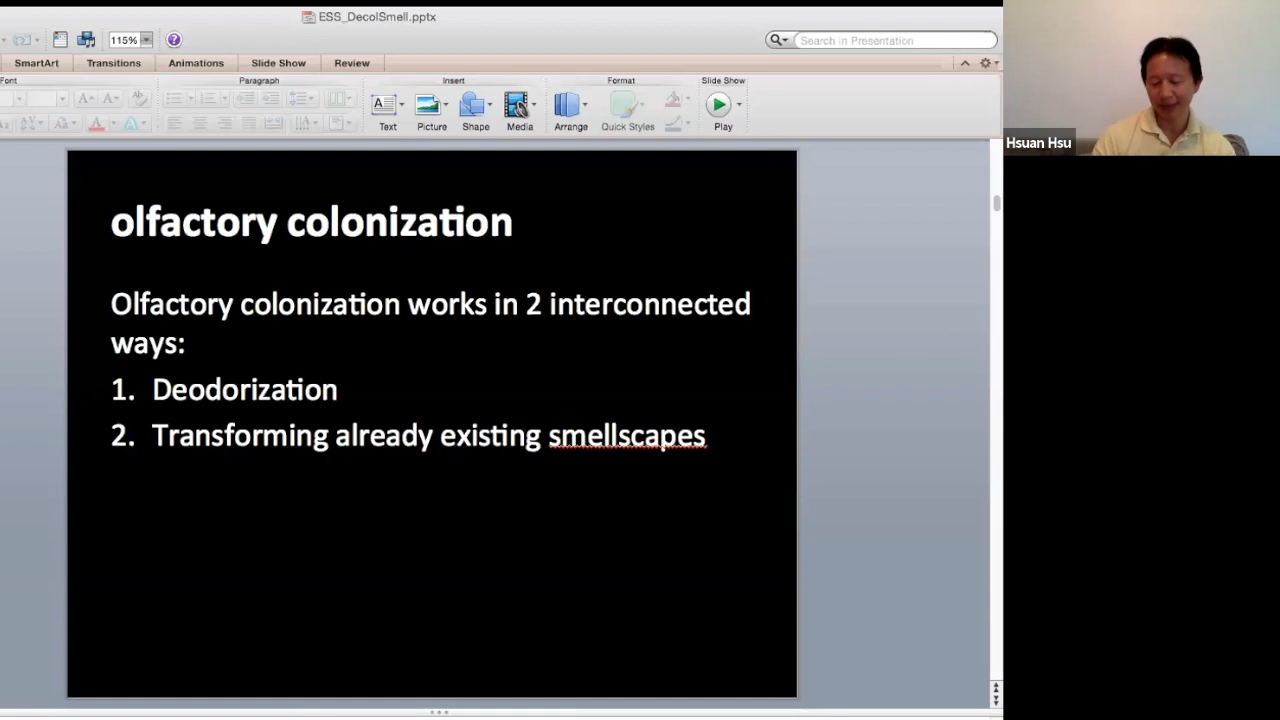 ESS_DecolSmell.pptx
115%
Search in Presentation
SmartArt Transitions Animations Slide Show Review
Font Paragraph Insert Format Slide Show
Text Picture Shape Media Arrange Quick Styles Play
Hsuan Hsu
olfactory colonization
Olfactory colonization works in 2 interconnected
ways:
1. Deodorization
2. Transforming already existing smellscapes